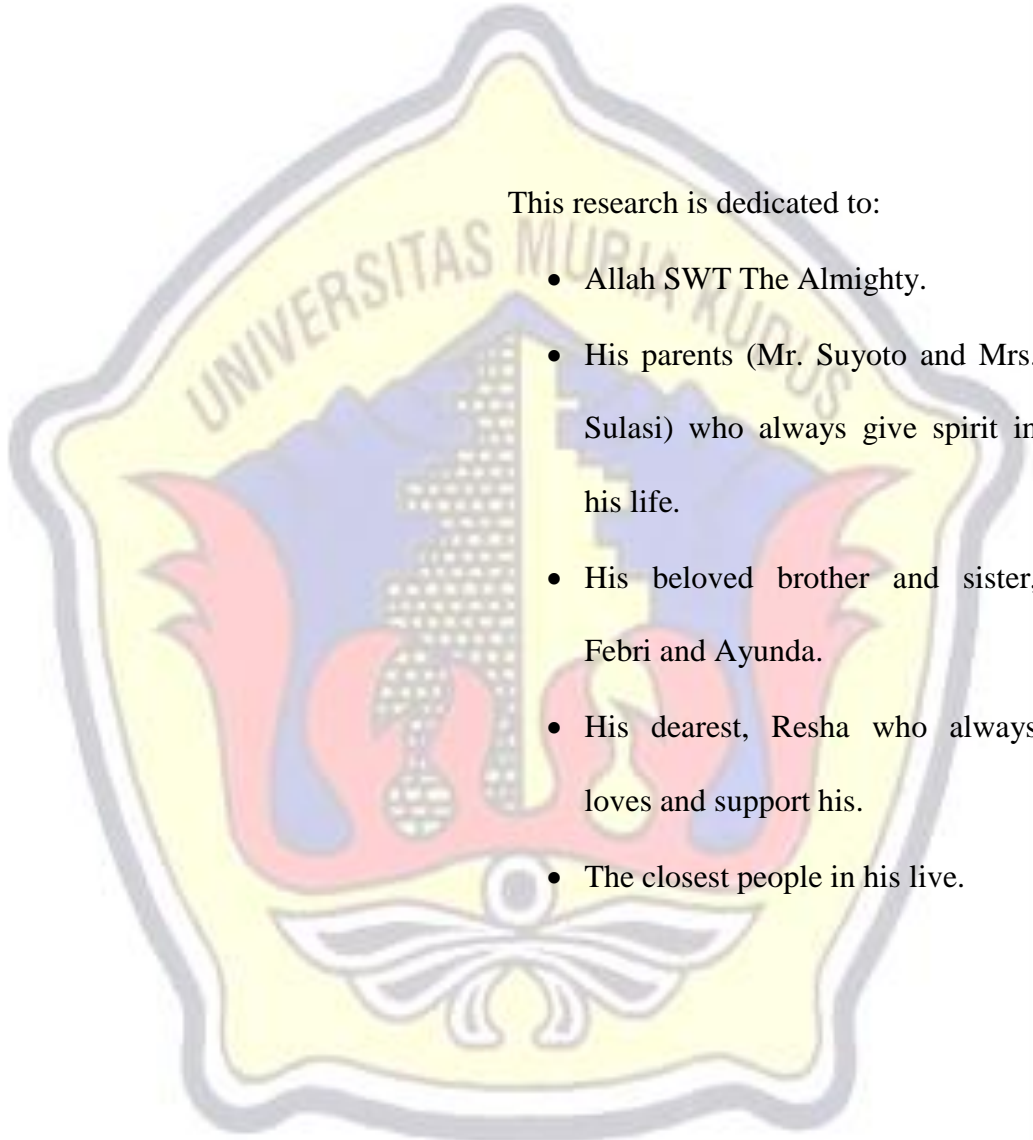 This research is dedicated to:
UNIVERSITAS MURIA KUDUS
• Allah SWT The Almighty.
• His parents (Mr. Suyoto and Mrs.
Sulasi) who always give spirit in
his life.
• His beloved brother and sister,
Febri and Ayunda.
• His dearest, Resha who always
loves and support his.
• The closest people in his live.